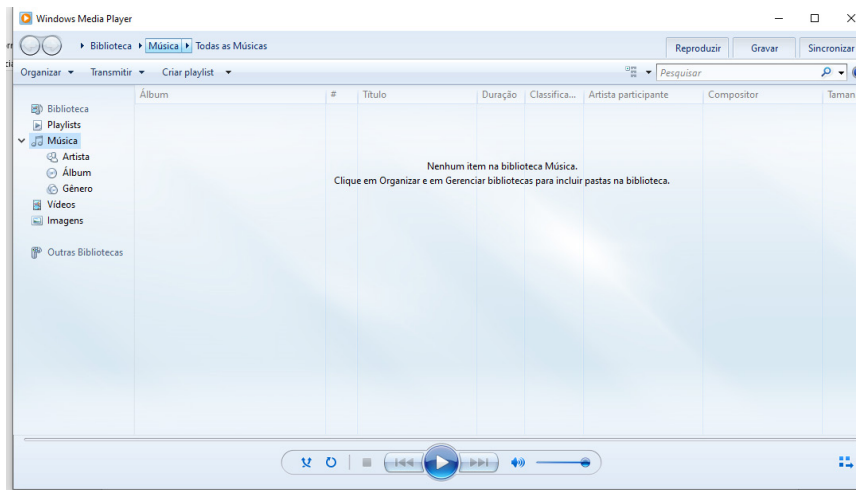 Windows Media Player
Biblioteca Música Todas as Músicas
Reproduzir Gravar Sincronizar
Organizar Transmitir Criar playlist Pesquisar
Álbum # Título Duração Classifica... Artista participante Compositor Taman
Biblioteca
Playlists
Música
Artista
Álbum
Gênero
Vídeos
Imagens
Outras Bibliotecas
Nenhum item na biblioteca Música.
Clique em Organizar e em Gerenciar bibliotecas para incluir pastas na biblioteca.